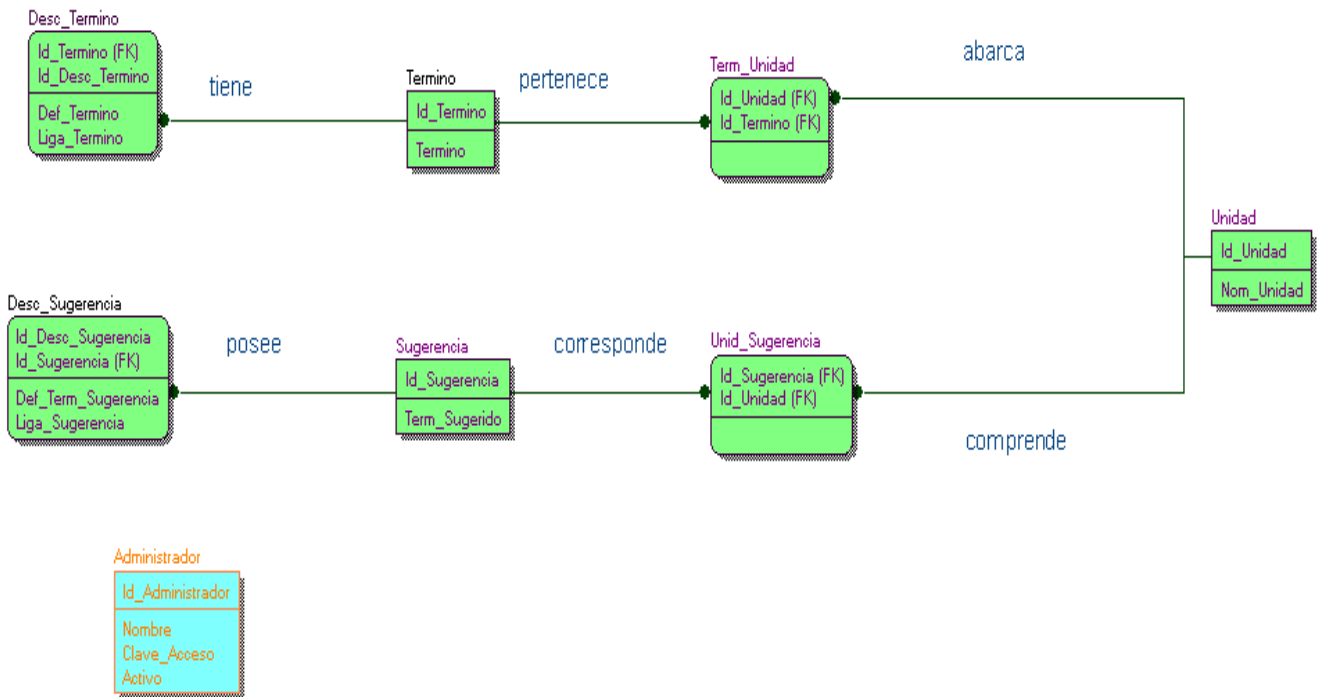 Desc_Termino
Id_Termino (FK)
Id_Desc_Termino
Def_Termino
Liga_Termino
tiene
Termino
Id_Termino
Termino
pertenece
Term_Unidad
Id_Unidad (FK)
Id_Termino (FK)
abarca
Unidad
Id_Unidad
Nom_Unidad
Desc_Sugerencia
Id_Desc_Sugerencia
Id_Sugerencia (FK)
Def_Term_Sugerencia
Liga_Sugerencia
posee
Sugerencia
Id_Sugerencia
Term_Sugerido
corresponde
Unid_Sugerencia
Id_Sugerencia (FK)
Id_Unidad (FK)
comprende
Administrador
Id_Administrador
Nombre
Clave_Acceso
Activo